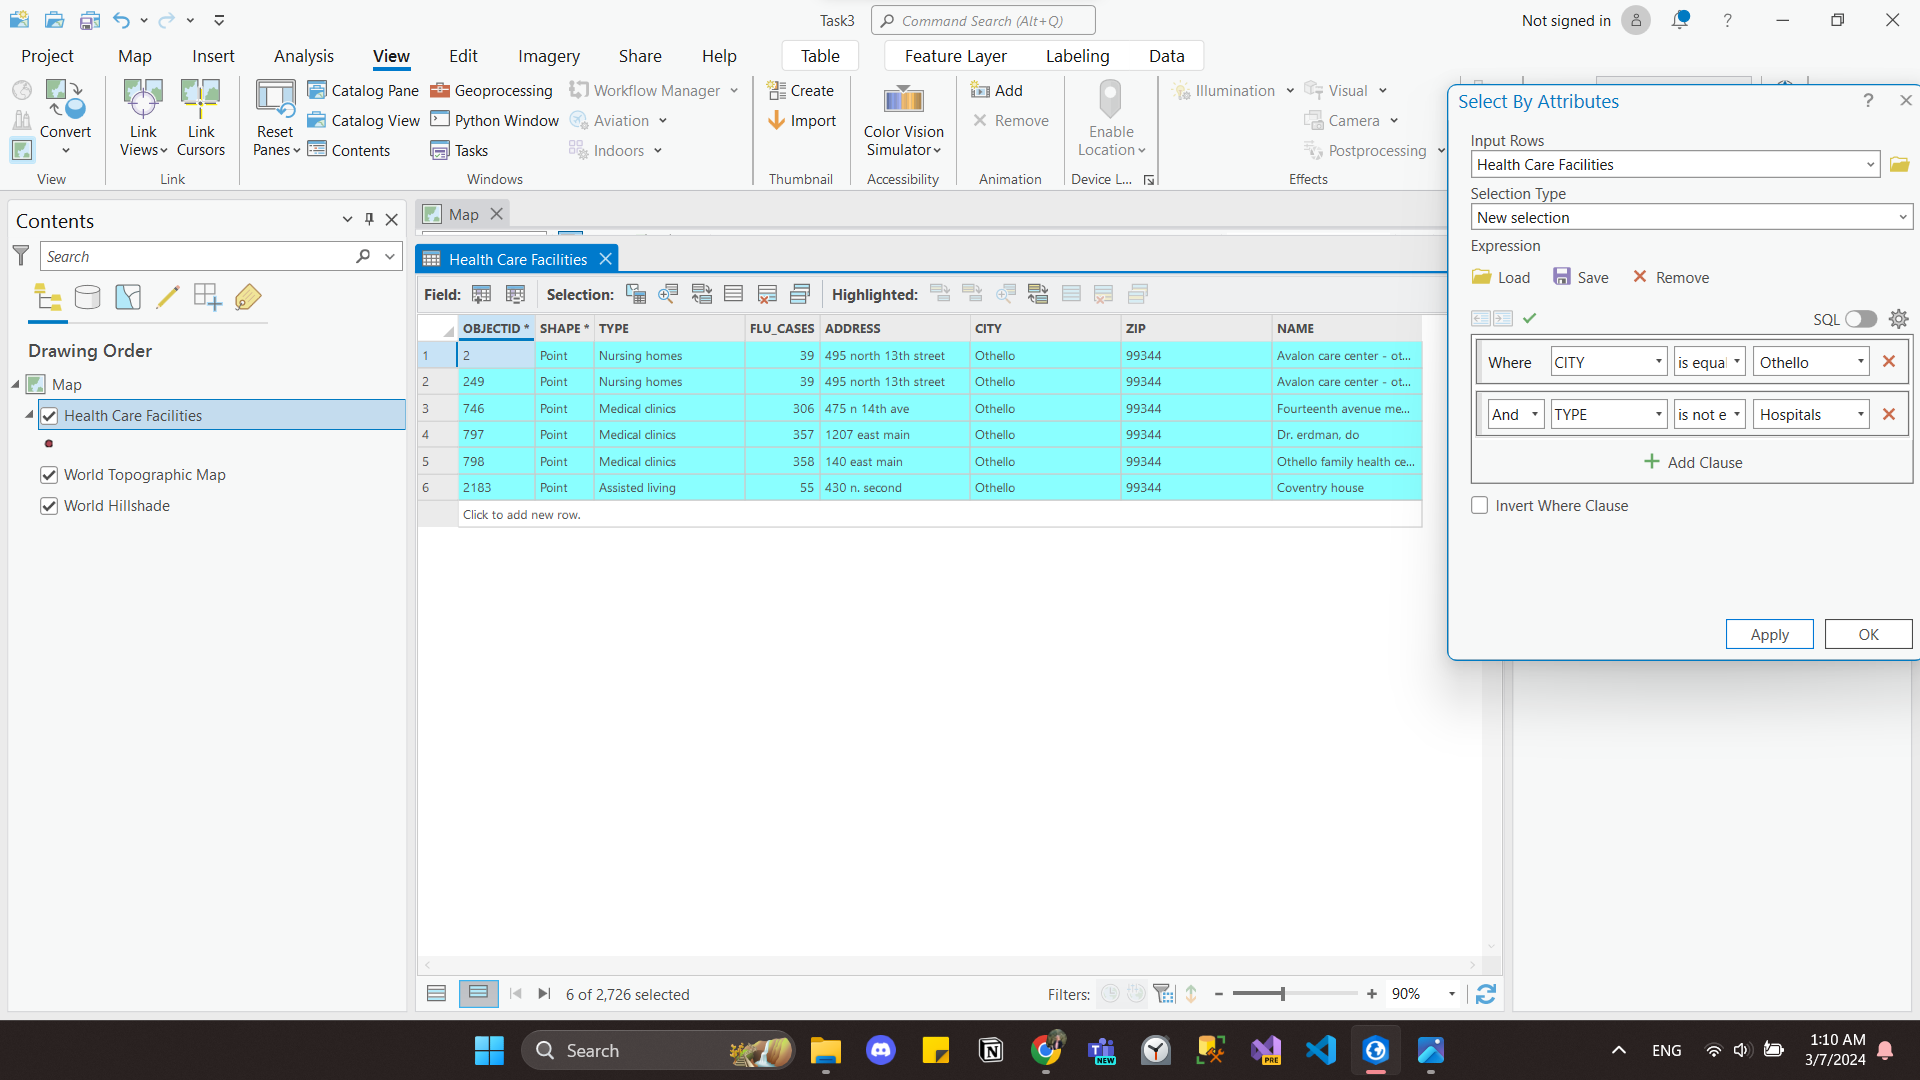 Task3
Command Search (Alt+Q)
Not signed in
?
Project
Map
Insert
Analysis
View
Edit
Imagery
Share
Help
Table
Feature Layer
Labeling
Data
Convert
View
Link Views
Link Cursors
Link
Reset Panes
Catalog Pane
Catalog View
Contents
Geoprocessing
Python Window
Tasks
Workflow Manager
Aviation
Indoors
Windows
Create
Import
Thumbnail
Color Vision Simulator
Accessibility
Add
Remove
Animation
Enable Location
Device L...
Illumination
Visual
Camera
Postprocessing
Effects
Contents
Search
Drawing Order
Map
Health Care Facilities
World Topographic Map
World Hillshade
Map
Health Care Facilities
Field:
Selection:
Highlighted:
OBJECTID * SHAPE * TYPE FLU_CASES ADDRESS CITY ZIP NAME
1 2 Point Nursing homes 39 495 north 13th street Othello 99344 Avalon care center - ot...
2 249 Point Nursing homes 39 495 north 13th street Othello 99344 Avalon care center - ot...
3 746 Point Medical clinics 306 475 n 14th ave Othello 99344 Fourteenth avenue me...
4 797 Point Medical clinics 357 1207 east main Othello 99344 Dr. erdman, do
5 798 Point Medical clinics 358 140 east main Othello 99344 Othello family health ce...
6 2183 Point Assisted living 55 430 n. second Othello 99344 Coventry house
Click to add new row.
6 of 2,726 selected
Filters:
90%
Select By Attributes
?
Input Rows
Health Care Facilities
Selection Type
New selection
Expression
Load
Save
Remove
SQL
Where CITY is equal Othello
And TYPE is not e Hospitals
Add Clause
Invert Where Clause
Apply
OK
Search
NEW
PRE
ENG
1:10 AM
3/7/2024